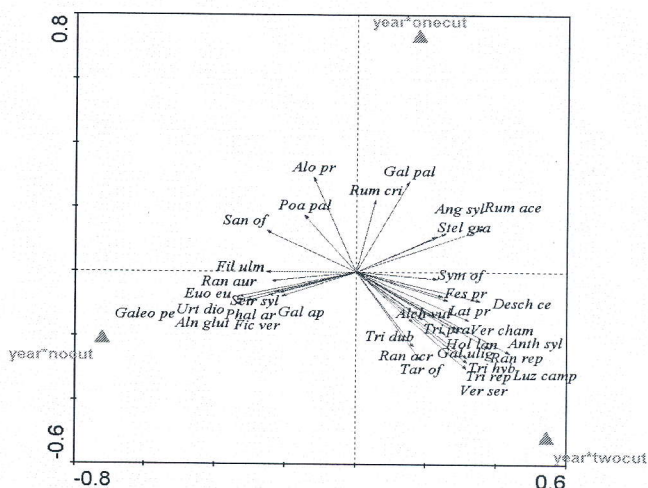 year*onecut
0.8
Alo pr
Gal pal
Rum cri
Poa pal
Ang syl
Rum ace
San of
Stel gra
Fil ulm
Sym of
Ran aur
Euo eu
Fes pr
Desch ce
Galeo pe
Urt dio
Phal ar
Gal ap
Lat pr
Aln glut
Fic ver
Tri pra
Ver cham
Tri dub
Hol lan
Anth syl
year*nocut
Ran acr
Gal ulig
Ran rep
Tar of
Tri hyb
Tri rep
Luz camp
Ver ser
year*twocut
-0.6
-0.8
0.6